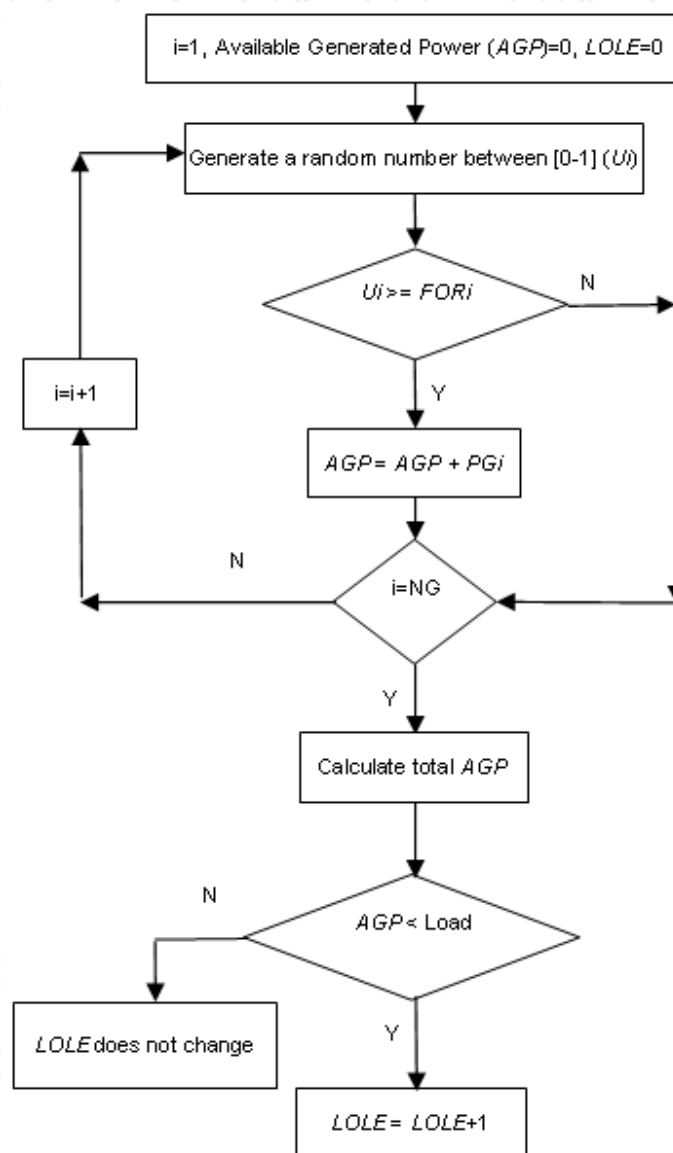 i=1, Available Generated Power (AGP)=0, LOLE=0
Generate a random number between [0-1] (Ui)
Ui>= FORi
N
i=i+1
Y
AGP= AGP + PGi
N
i=NG
Y
Calculate total AGP
N
AGP< Load
LOLE does not change
Y
LOLE= LOLE+1